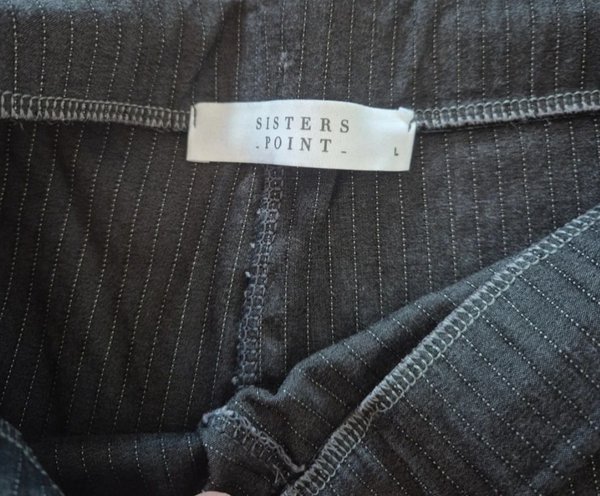 SISTERS
- POINT -
L